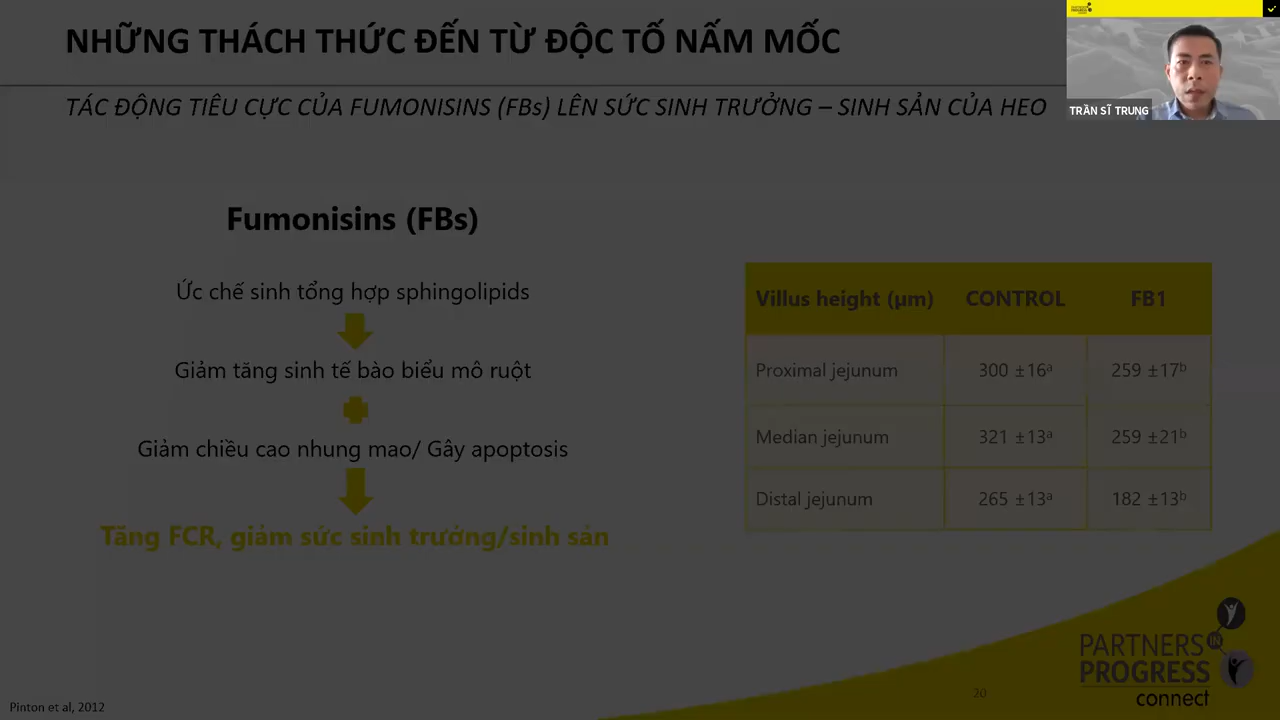 NHỮNG THÁCH THỨC ĐẾN TỪ ĐỘC TỐ NẤM MỐC
TÁC ĐỘNG TIÊU CỰC CỦA FUMONISINS (FBs) LÊN SỨC SINH TRƯỞNG – SINH SẢN CỦA HEO
TRẦN SĨ TRUNG
Fumonisins (FBs)
Ức chế sinh tổng hợp sphingolipids
Giảm tăng sinh tế bào biểu mô ruột
Giảm chiều cao nhung mao/ Gây apoptosis
Tăng FCR, giảm sức sinh trưởng/sinh sản
Villus height (µm) CONTROL FB1
Proximal jejunum 300 ±16ᵃ 259 ±17ᵇ
Median jejunum 321 ±13ᵃ 259 ±21ᵇ
Distal jejunum 265 ±13ᵃ 182 ±13ᵇ
PARTNERS IN
PROGRESS
connect
20
Pinton et al, 2012